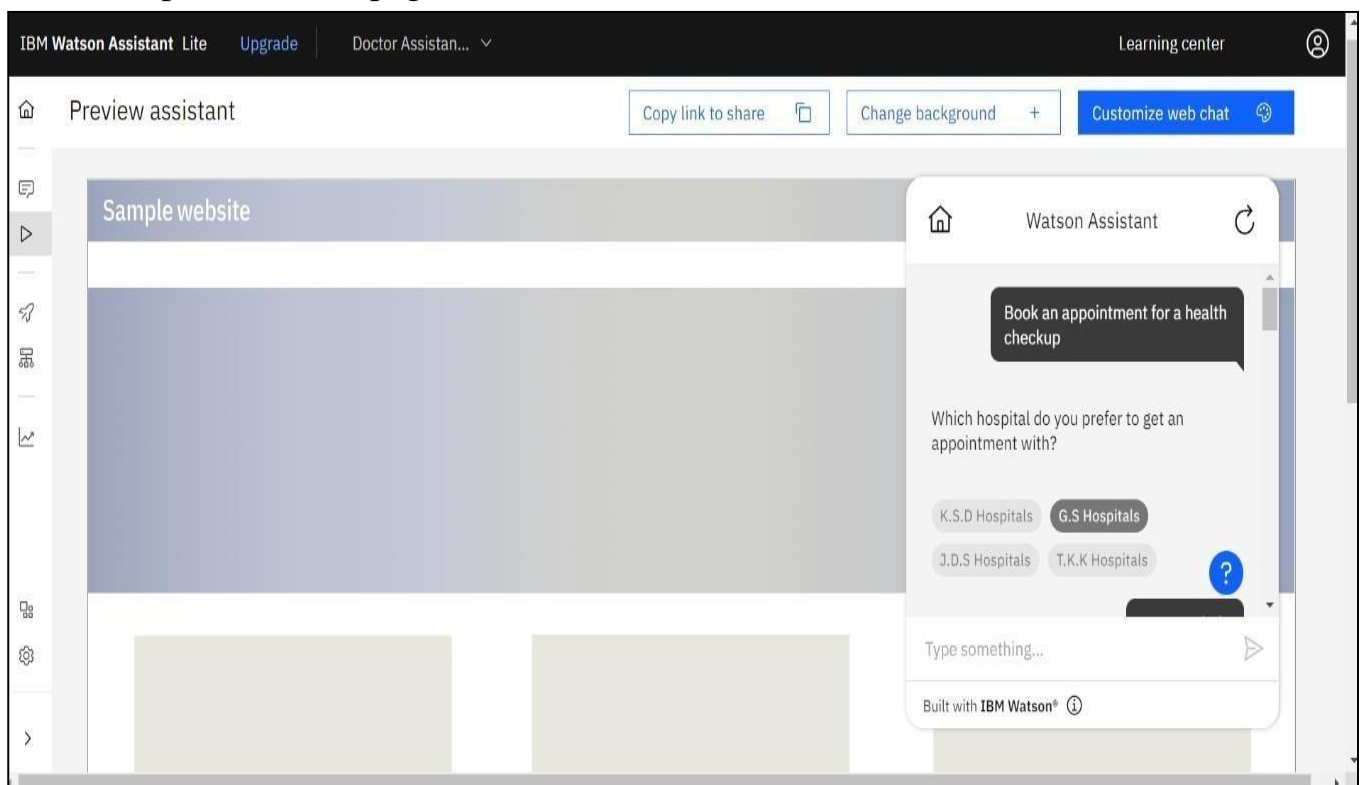 IBM Watson Assistant Lite Upgrade Doctor Assistan... Learning center
Preview assistant Copy link to share Change background + Customize web chat
Sample website
Watson Assistant
Book an appointment for a health
checkup
Which hospital do you prefer to get an
appointment with?
K.S.D Hospitals G.S Hospitals
J.D.S Hospitals T.K.K Hospitals
?
Type something...
Built with IBM Watson®